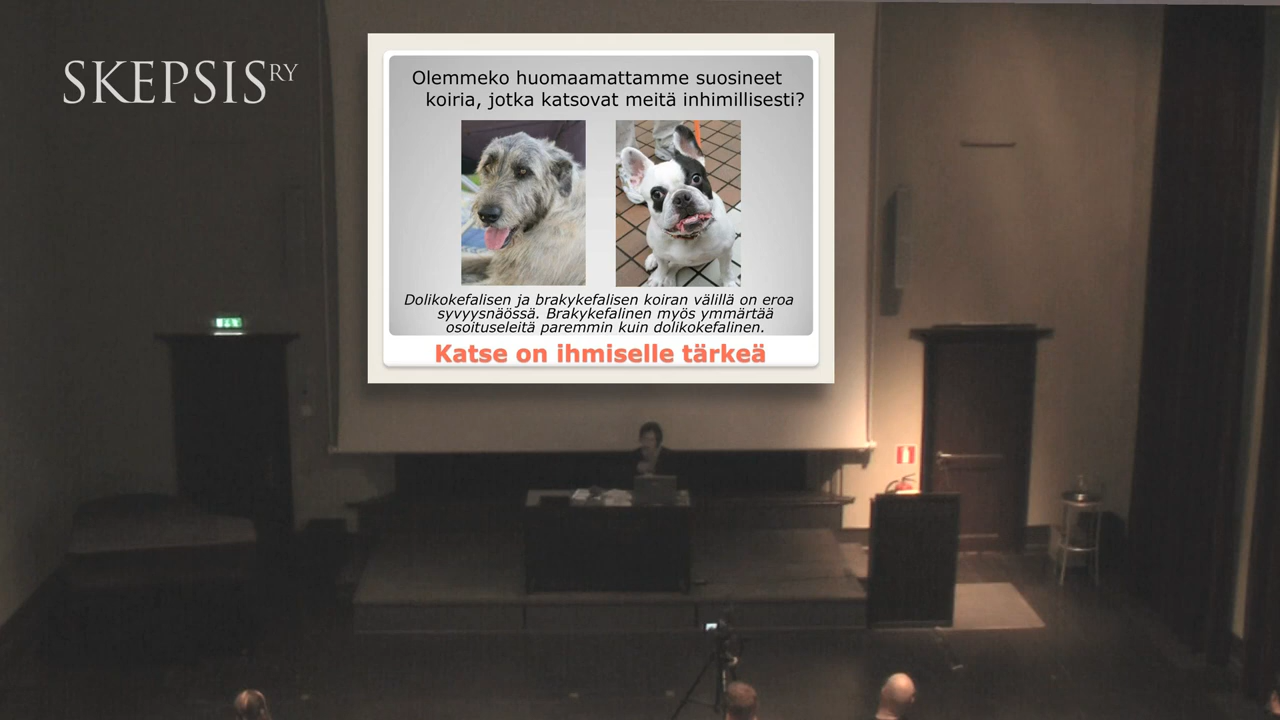 SKEPSIS RY
Olemmeko huomaamattamme suosineet
koiria, jotka katsovat meitä inhimillisesti?
Dolikokefalisen ja brakykefalisen koiran välillä on eroa
syvyysnäössä. Brakykefalinen myös ymmärtää
osoituseleitä paremmin kuin dolikokefalinen.
Katse on ihmiselle tärkeä